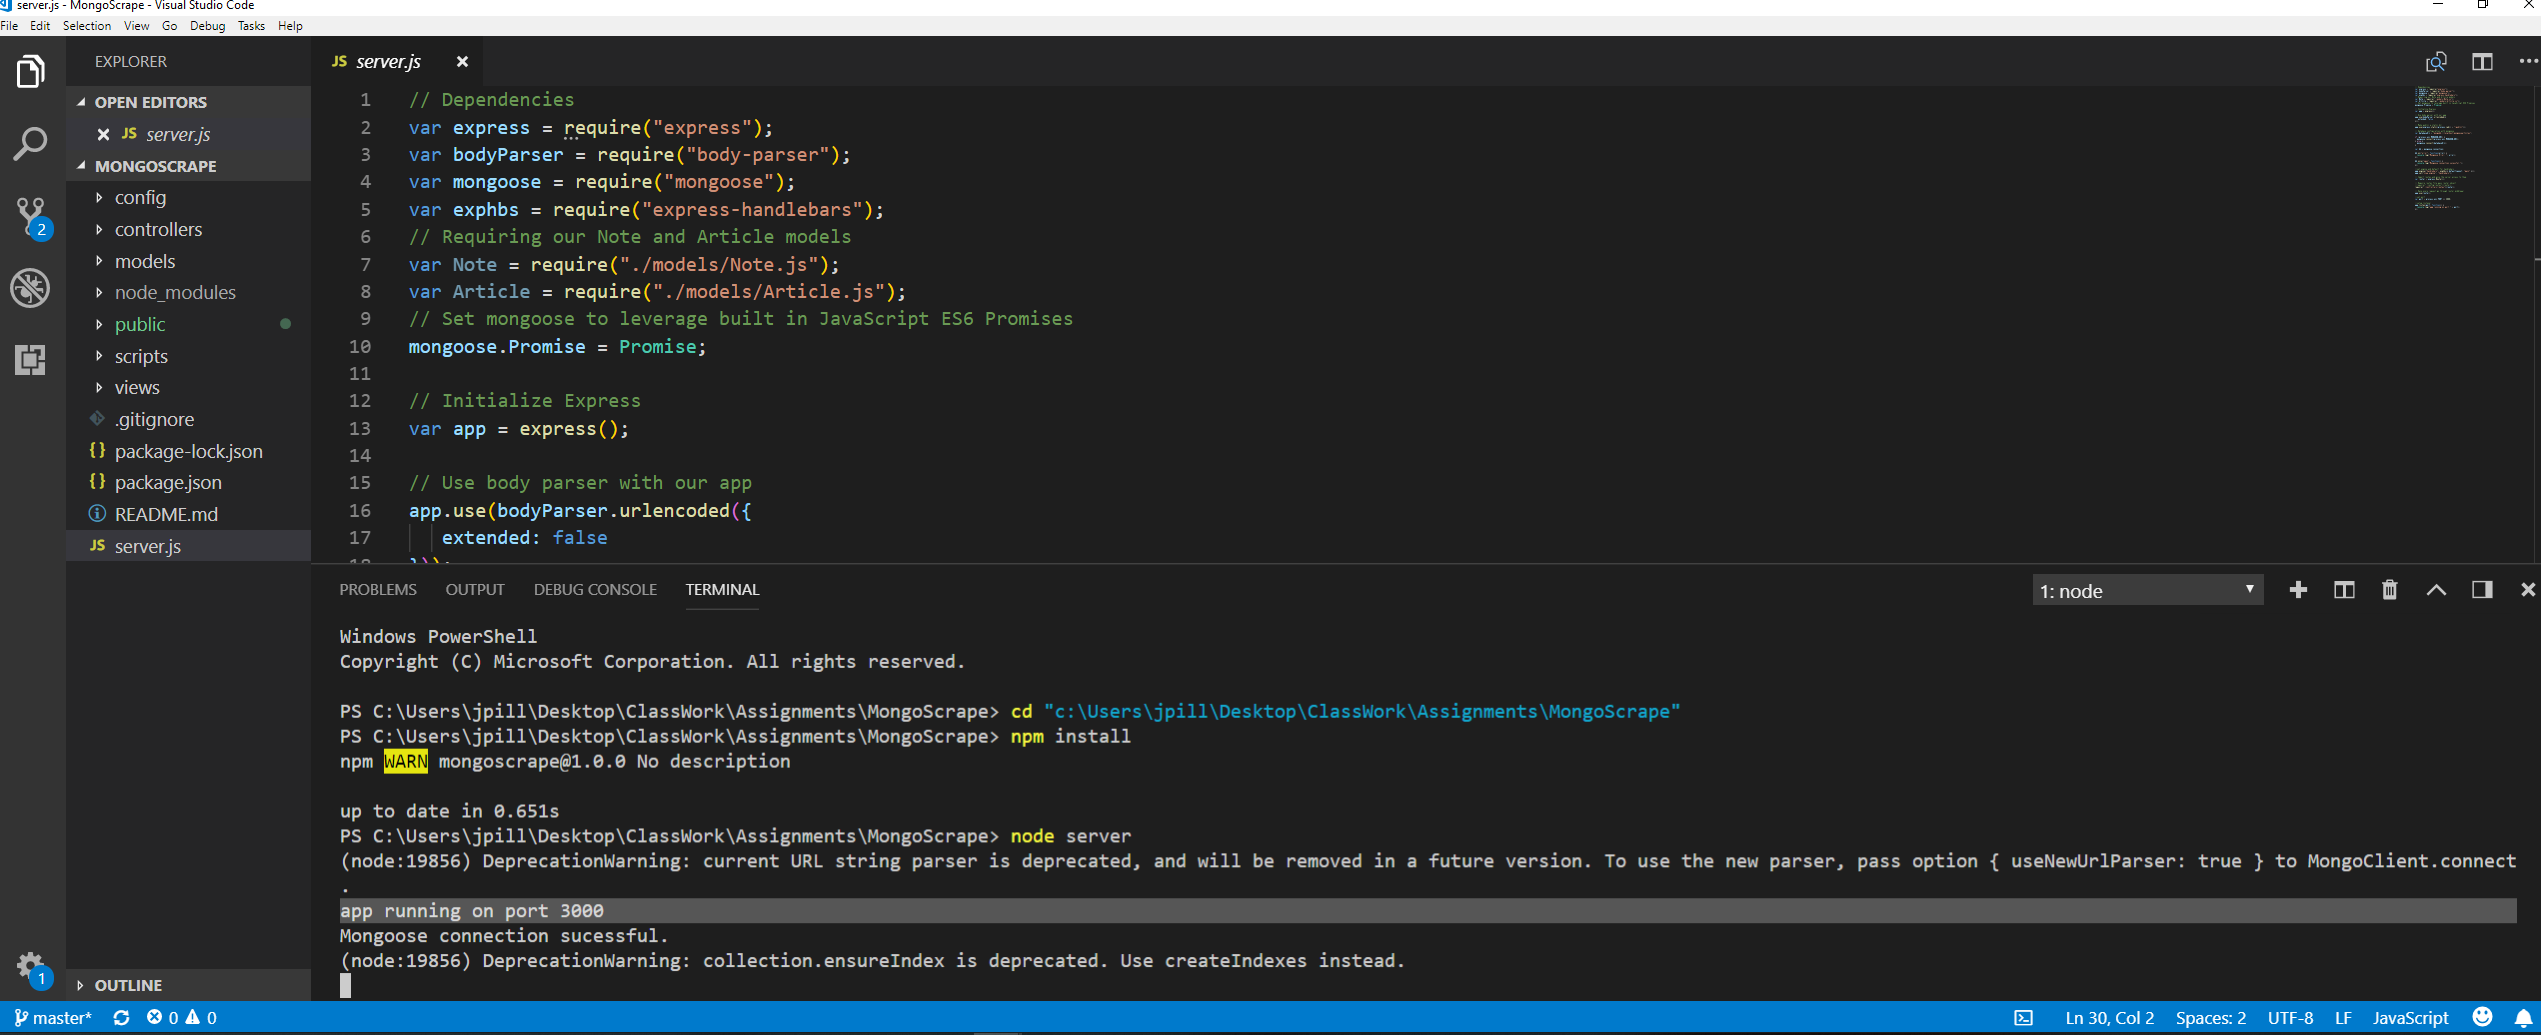 server.js - MongoScrape - Visual Studio Code
File Edit Selection View Go Debug Tasks Help
EXPLORER
OPEN EDITORS
JS server.js
MONGOSCRAPE
config
controllers
models
node_modules
public
scripts
views
.gitignore
{} package-lock.json
{} package.json
README.md
JS server.js
OUTLINE
2
1
JS server.js
1 // Dependencies
2 var express = require("express");
3 var bodyParser = require("body-parser");
4 var mongoose = require("mongoose");
5 var exphbs = require("express-handlebars");
6 // Requiring our Note and Article models
7 var Note = require("./models/Note.js");
8 var Article = require("./models/Article.js");
9 // Set mongoose to leverage built in JavaScript ES6 Promises
10 mongoose.Promise = Promise;
11
12 // Initialize Express
13 var app = express();
14
15 // Use body parser with our app
16 app.use(bodyParser.urlencoded({
17 extended: false
18 }));
PROBLEMS OUTPUT DEBUG CONSOLE TERMINAL
1: node
Windows PowerShell
Copyright (C) Microsoft Corporation. All rights reserved.
PS C:\Users\jpill\Desktop\ClassWork\Assignments\MongoScrape> cd "c:\Users\jpill\Desktop\ClassWork\Assignments\MongoScrape"
PS C:\Users\jpill\Desktop\ClassWork\Assignments\MongoScrape> npm install
npm WARN mongoscrape@1.0.0 No description
up to date in 0.651s
PS C:\Users\jpill\Desktop\ClassWork\Assignments\MongoScrape> node server
(node:19856) DeprecationWarning: current URL string parser is deprecated, and will be removed in a future version. To use the new parser, pass option { useNewUrlParser: true } to MongoClient.connect
.
app running on port 3000
Mongoose connection sucessful.
(node:19856) DeprecationWarning: collection.ensureIndex is deprecated. Use createIndexes instead.
master* 0 0
Ln 30, Col 2 Spaces: 2 UTF-8 LF JavaScript